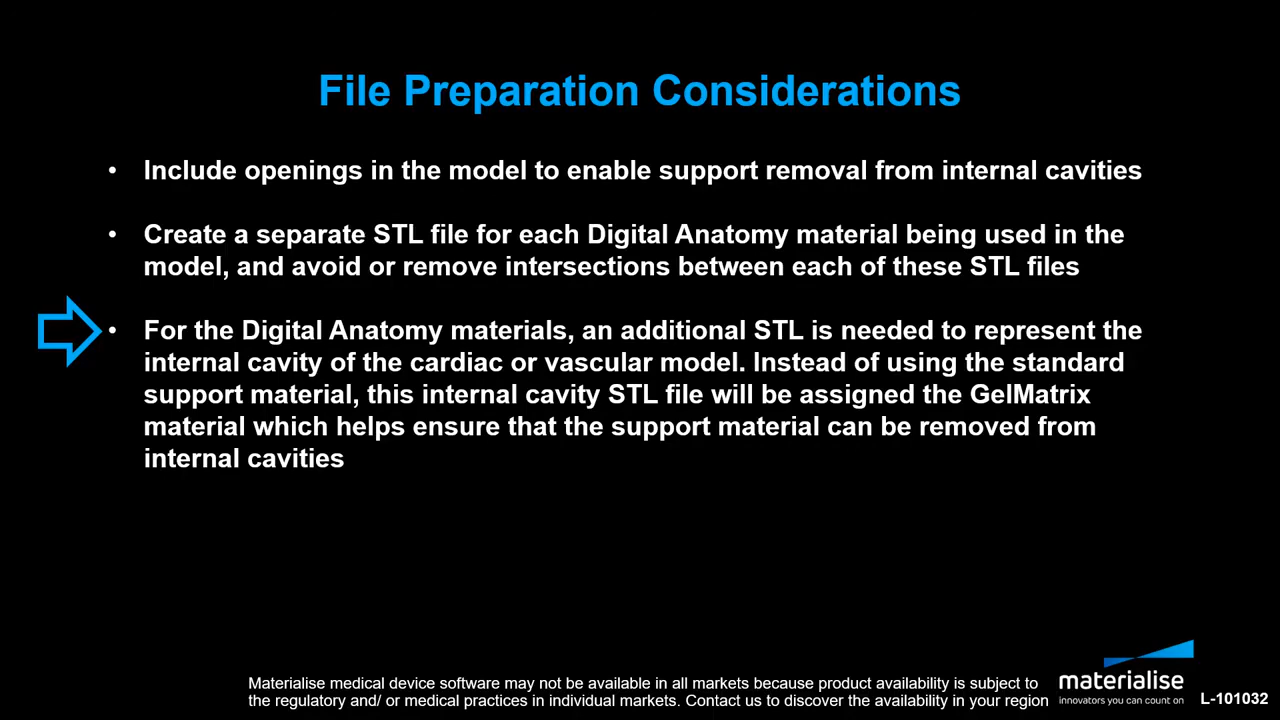 File Preparation Considerations
• Include openings in the model to enable support removal from internal cavities
• Create a separate STL file for each Digital Anatomy material being used in the
model, and avoid or remove intersections between each of these STL files
• For the Digital Anatomy materials, an additional STL is needed to represent the
internal cavity of the cardiac or vascular model. Instead of using the standard
support material, this internal cavity STL file will be assigned the GelMatrix
material which helps ensure that the support material can be removed from
internal cavities
Materialise medical device software may not be available in all markets because product availability is subject to
the regulatory and/ or medical practices in individual markets. Contact us to discover the availability in your region
materialise
innovators you can count on
L-101032